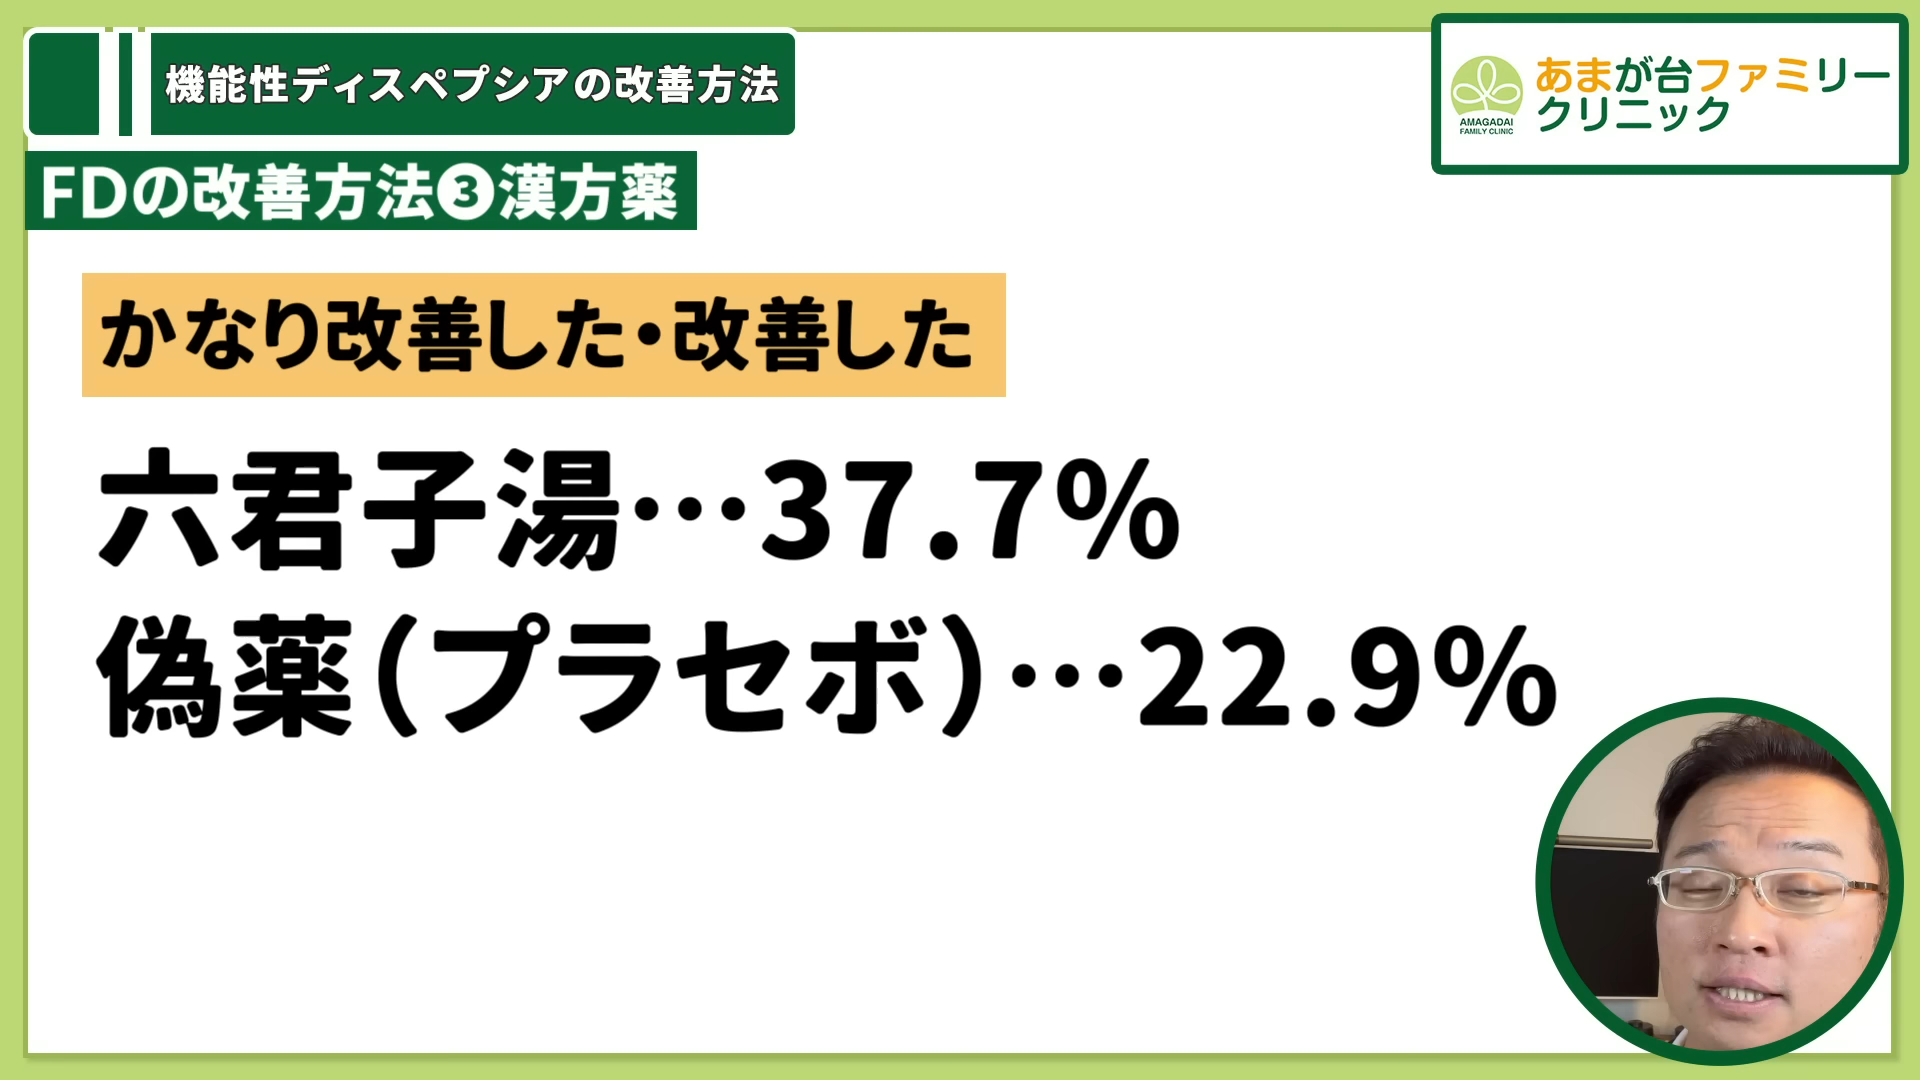 機能性ディスペプシアの改善方法
あまが台ファミリー
クリニック
AMAGADAI
FAMILY CLINIC
FDの改善方法❸漢方薬
かなり改善した・改善した
六君子湯…37.7%
偽薬(プラセボ)…22.9%